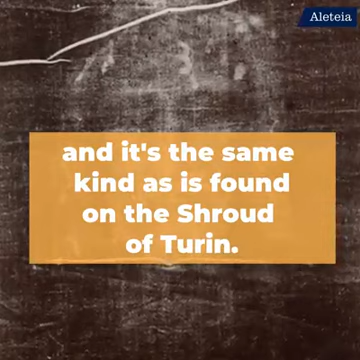 Aleteia
and it's the same
kind as is found
on the Shroud
of Turin.